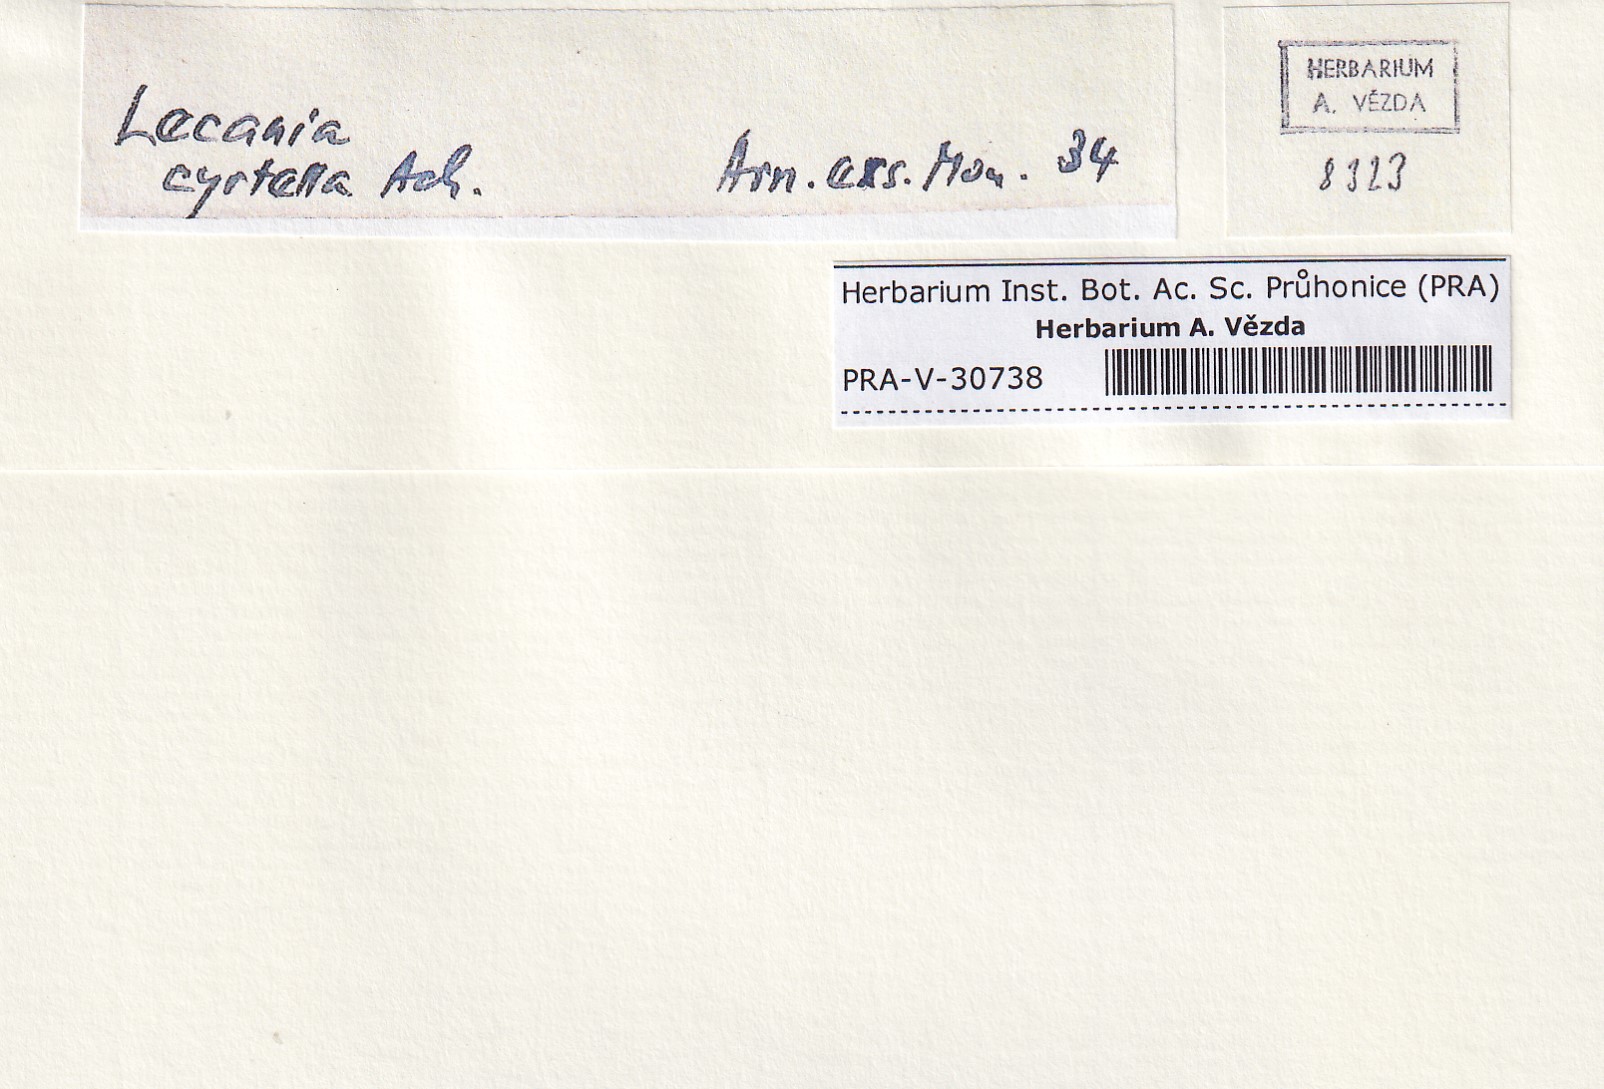 Lecania
cyrtella Ach.
Arn. exs. Mon. 34
HERBARIUM
A. VĚZDA
8323
Herbarium Inst. Bot. Ac. Sc. Průhonice (PRA)
Herbarium A. Vězda
PRA-V-30738